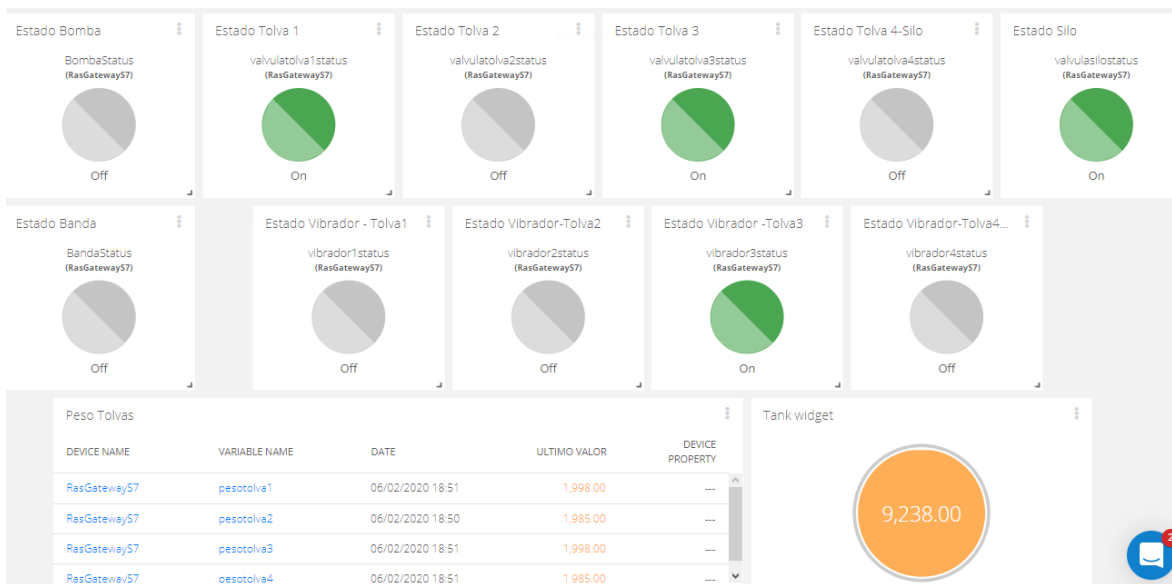 Estado Bomba
BombaStatus
(RasGatewayS7)
Off
Estado Tolva 1
valvulatolva1status
(RasGatewayS7)
On
Estado Tolva 2
valvulatolva2status
(RasGatewayS7)
Off
Estado Tolva 3
valvulatolva3status
(RasGatewayS7)
On
Estado Tolva 4-Silo
valvulatolva4status
(RasGatewayS7)
Off
Estado Silo
valvulasilostatus
(RasGatewayS7)
On
Estado Banda
BandaStatus
(RasGatewayS7)
Off
Estado Vibrador - Tolva1
vibrador1status
(RasGatewayS7)
Off
Estado Vibrador-Tolva2
vibrador2status
(RasGatewayS7)
Off
Estado Vibrador -Tolva3
vibrador3status
(RasGatewayS7)
On
Estado Vibrador-Tolva4...
vibrador4status
(RasGatewayS7)
Off
Peso Tolvas
DEVICE NAME VARIABLE NAME DATE ULTIMO VALOR DEVICE PROPERTY
RasGatewayS7 pesotolva1 06/02/2020 18:51 1,998.00 ---
RasGatewayS7 pesotolva2 06/02/2020 18:50 1,985.00 ---
RasGatewayS7 pesotolva3 06/02/2020 18:51 1,998.00 ---
RasGatewayS7 pesotolva4 06/02/2020 18:51 1,985.00 ---
Tank widget
9,238.00
2